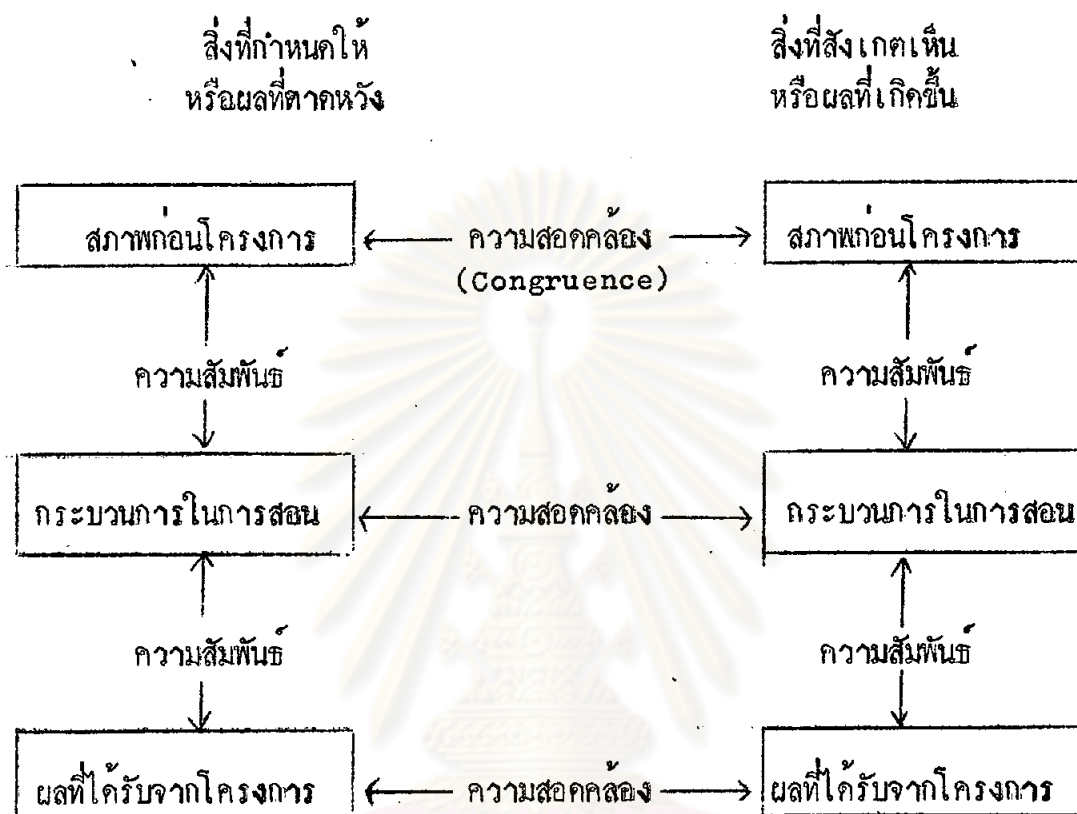 สิ่งที่กำหนดให้
หรือผลที่คาดหวัง
สิ่งที่สังเกตเห็น
หรือผลที่เกิดขึ้น
สภาพก่อนโครงการ
ความสอดคล้อง
(Congruence)
สภาพก่อนโครงการ
ความสัมพันธ์
ความสัมพันธ์
กระบวนการในการสอน
ความสอดคล้อง
กระบวนการในการสอน
ความสัมพันธ์
ความสัมพันธ์
ผลที่ได้รับจากโครงการ
ความสอดคล้อง
ผลที่ได้รับจากโครงการ